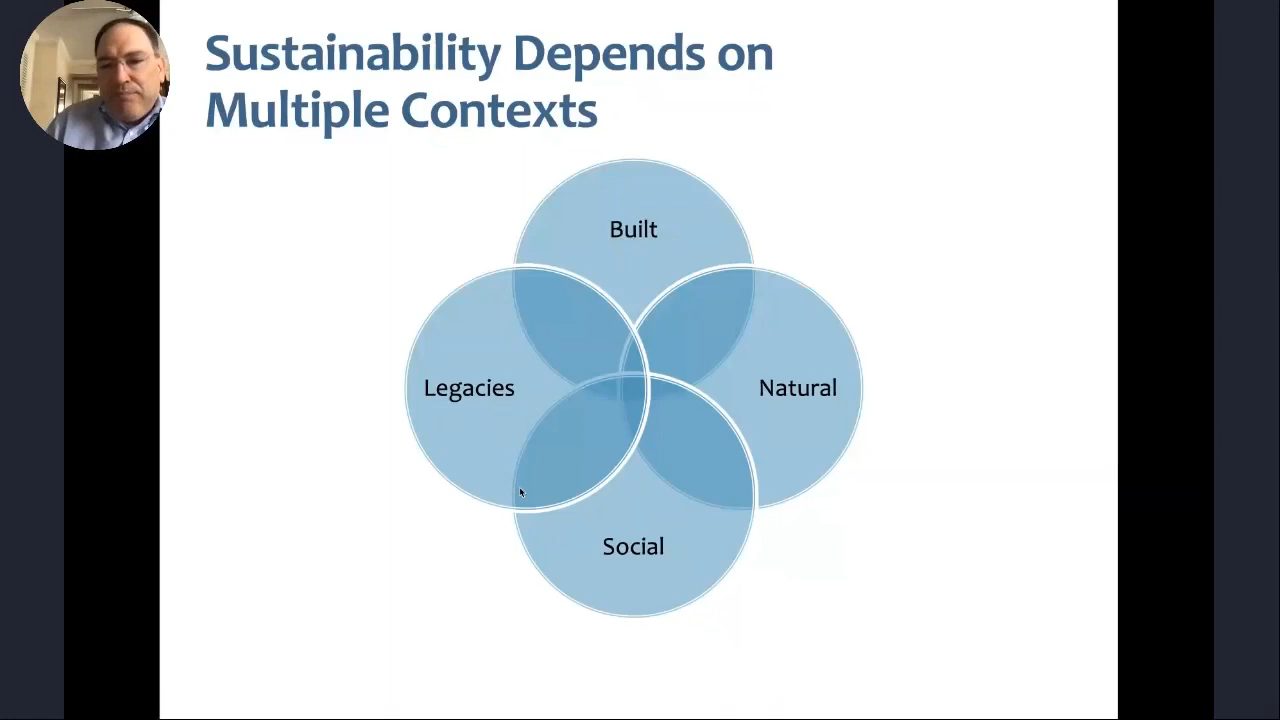 Sustainability Depends on
Multiple Contexts
Built
Legacies
Natural
Social